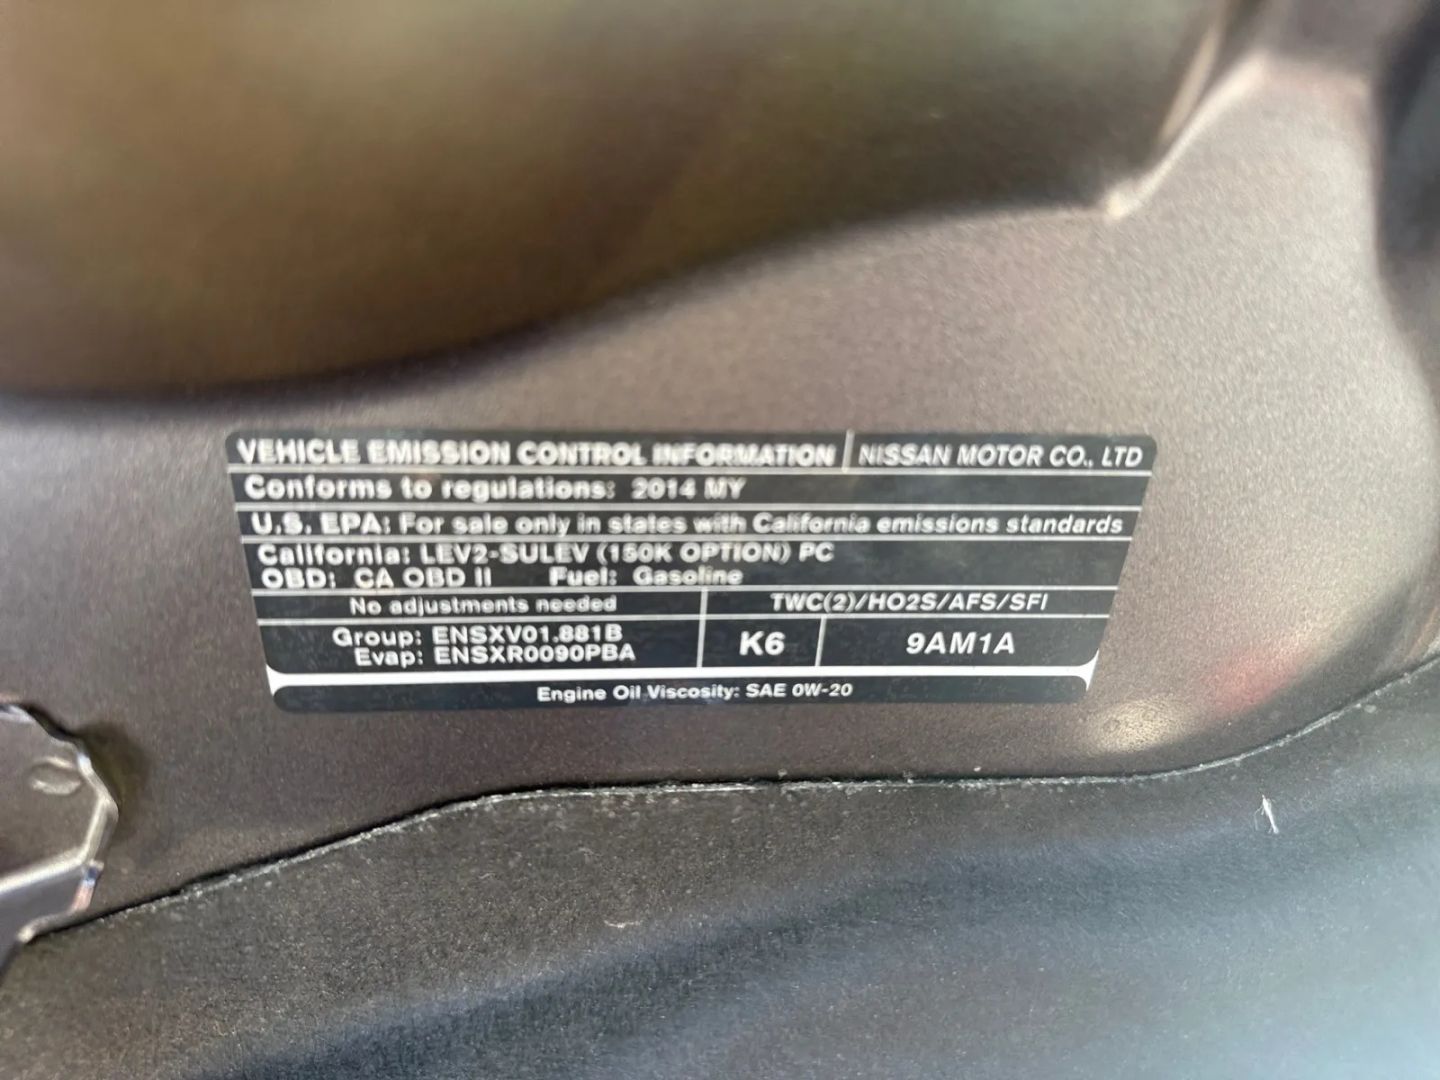 VEHICLE EMISSION CONTROL INFORMATION NISSAN MOTOR CO., LTD
Conforms to regulations: 2014 MY
U.S. EPA: For sale only in states with California emissions standards
California: LEV2-SULEV (150K OPTION) PC
OBD: CA OBD II Fuel: Gasoline
No adjustments needed TWC(2)/HO2S/AFS/SFI
Group: ENSXV01.881B
Evap: ENSXR0090PBA
K6 9AM1A
Engine Oil Viscosity: SAE 0W-20